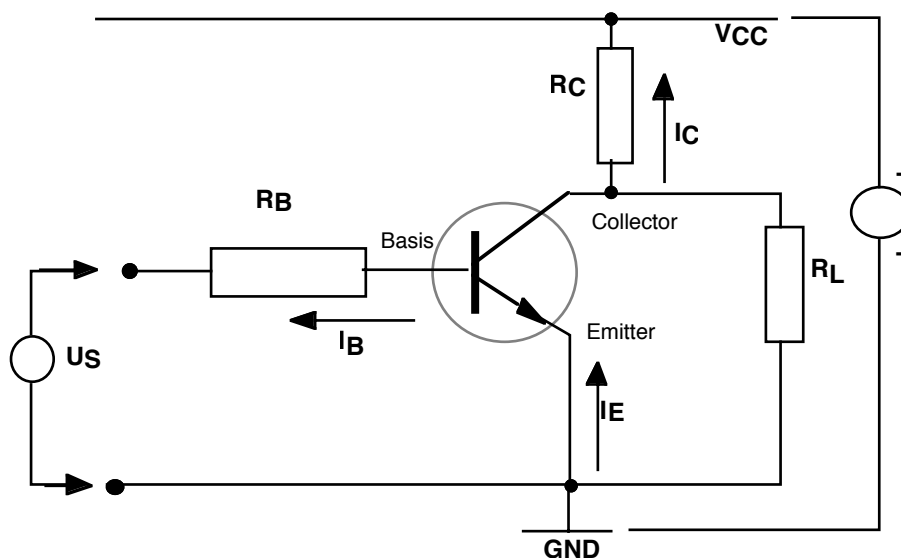 VCC
RC
IC
RB
Basis
Collector
RL
IB
Emitter
US
IE
GND